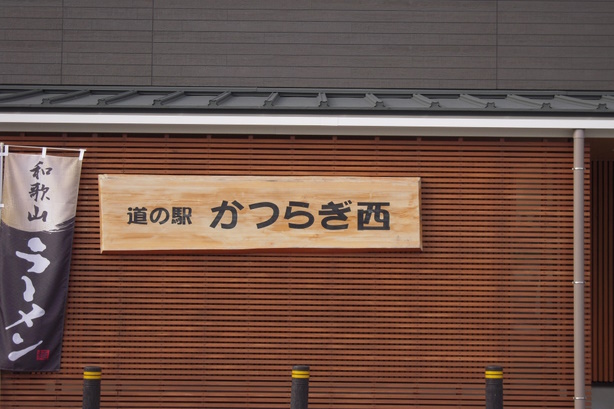 道の駅 かつらぎ西
和歌山
ラーメン